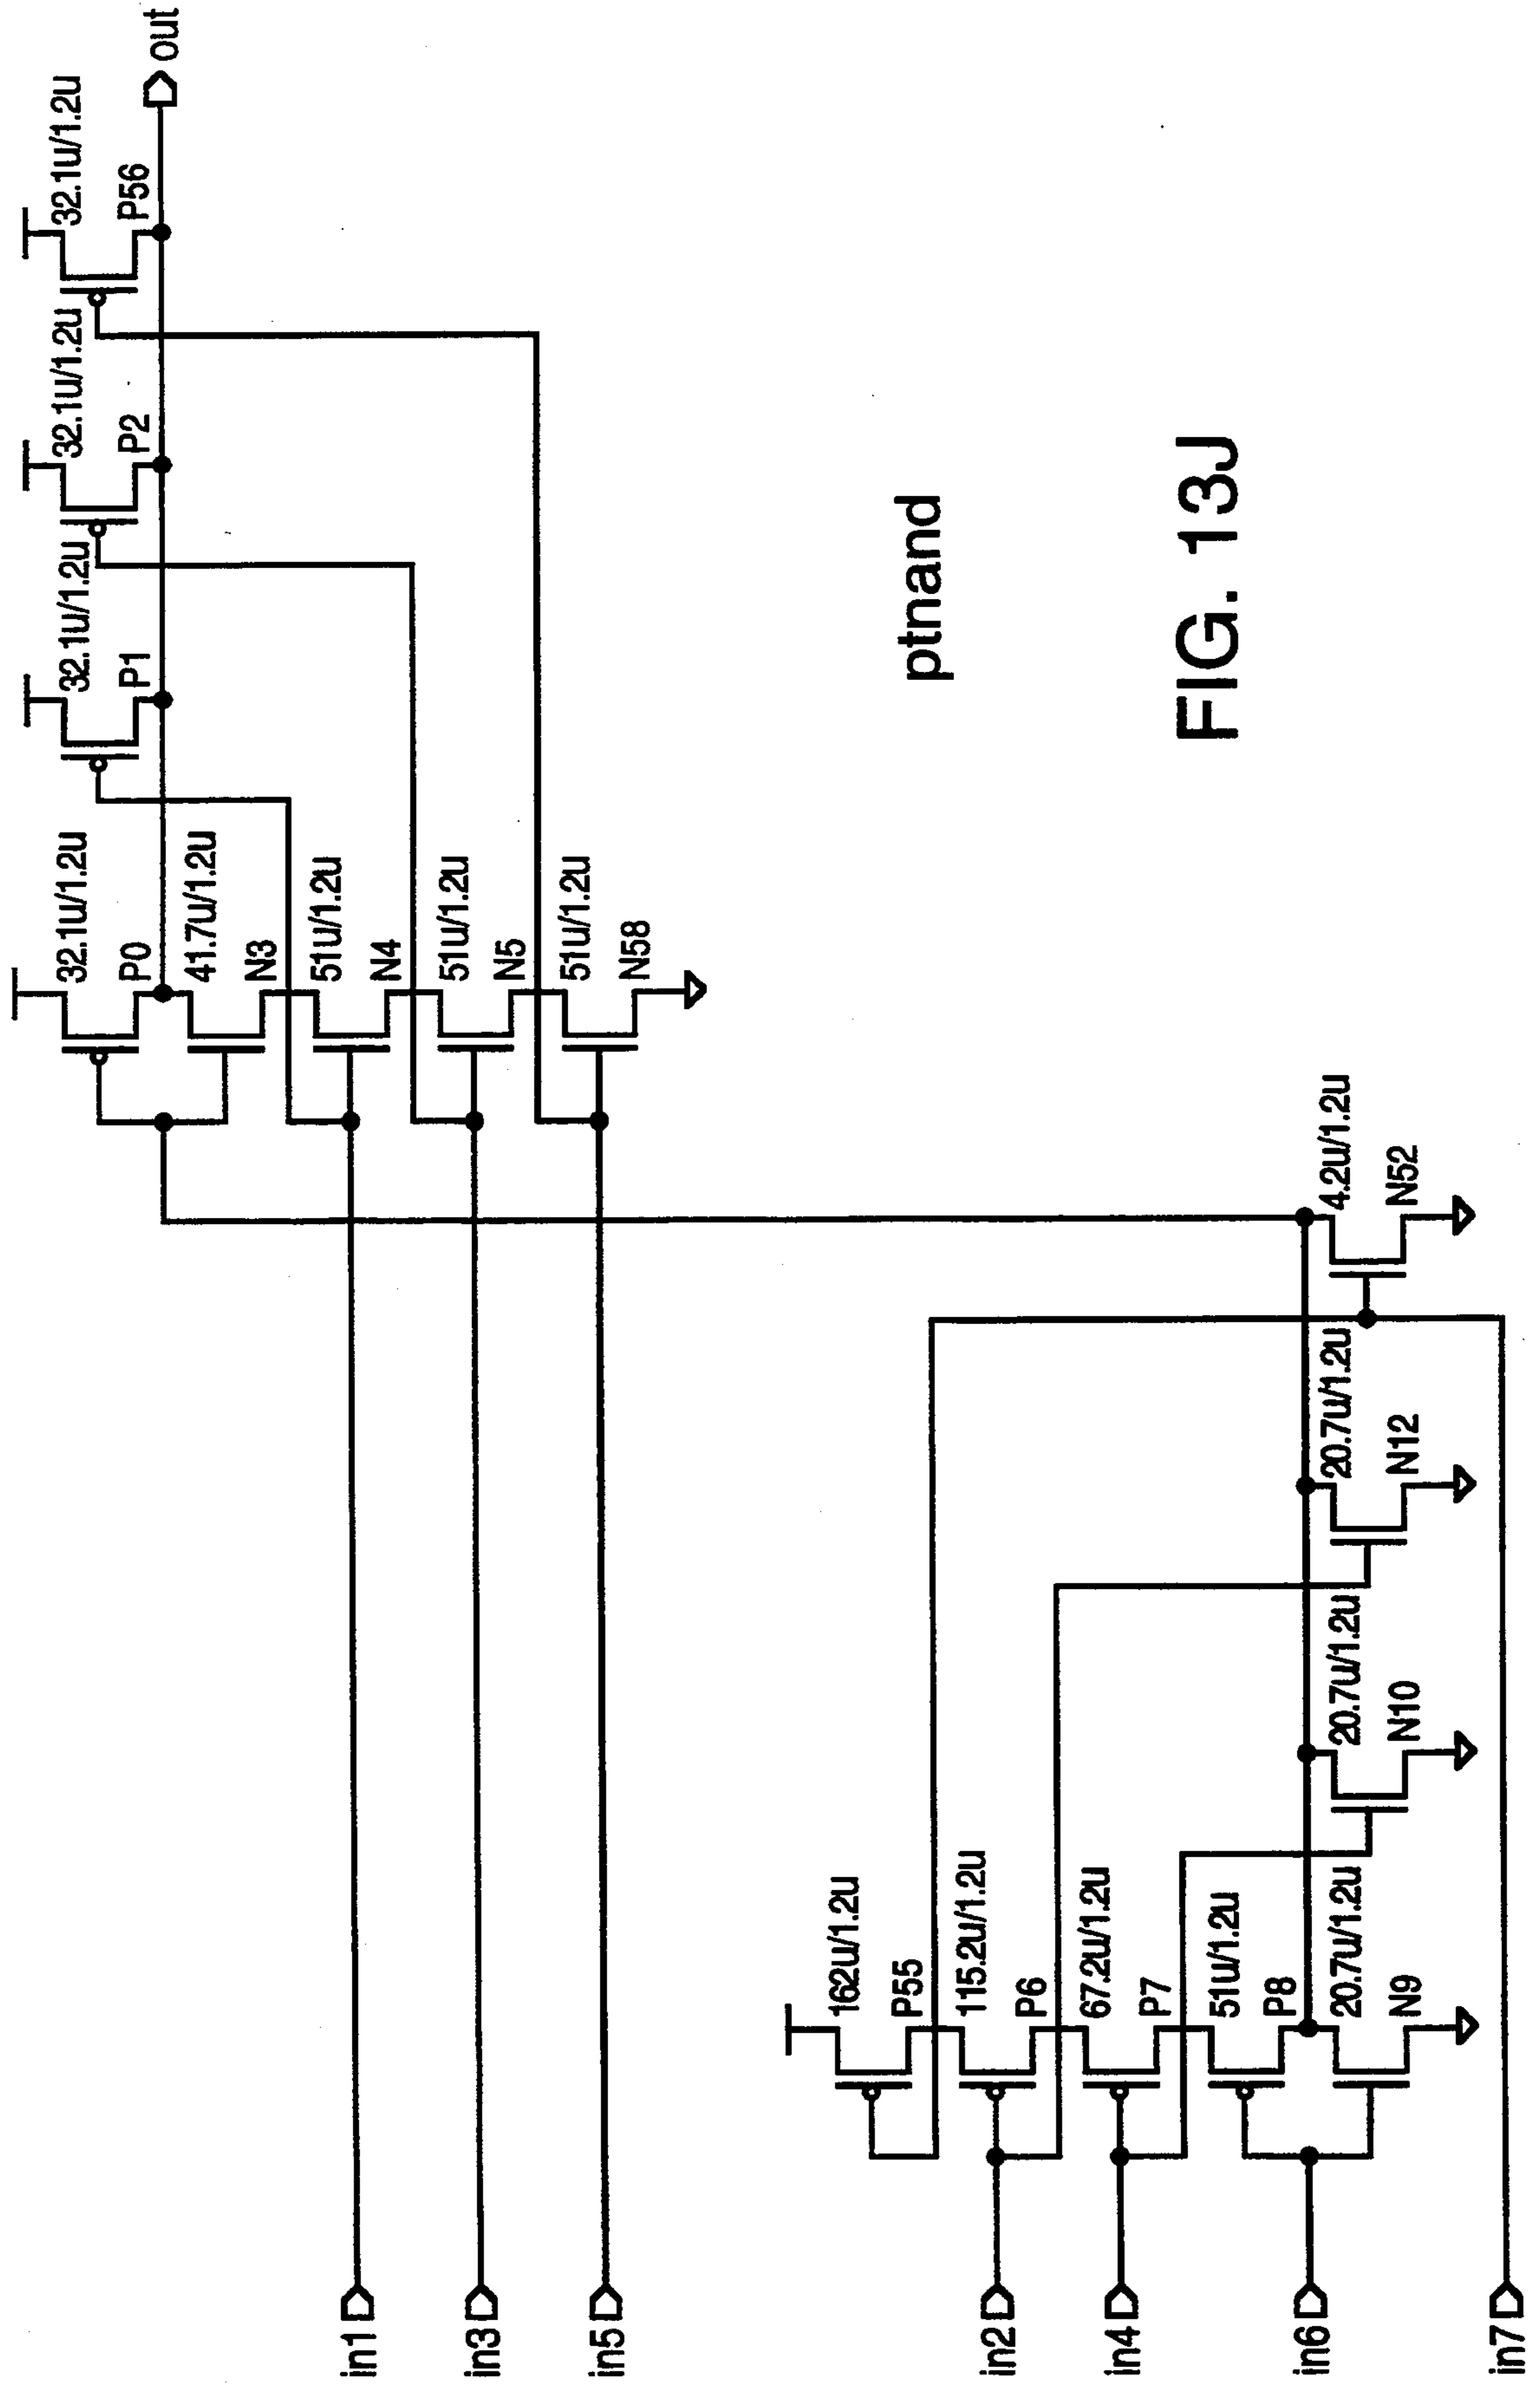 out
32.1u/1.2u
P0
32.1u/1.2u
P1
32.1u/1.2u
P2
32.1u/1.2u
P56
41.7u/1.2u
N3
in1
51u/1.2u
N4
in3
51u/1.2u
N5
in5
51u/1.2u
N58
162u/1.2u
P55
115.2u/1.2u
in2
P6
67.2u/1.2u
in4
P7
51u/1.2u
P8
in6
20.7u/1.2u
N9
20.7u/1.2u
N10
20.7u/1.2u
N12
4.2u/1.2u
N52
in7
ptnand
FIG. 13J